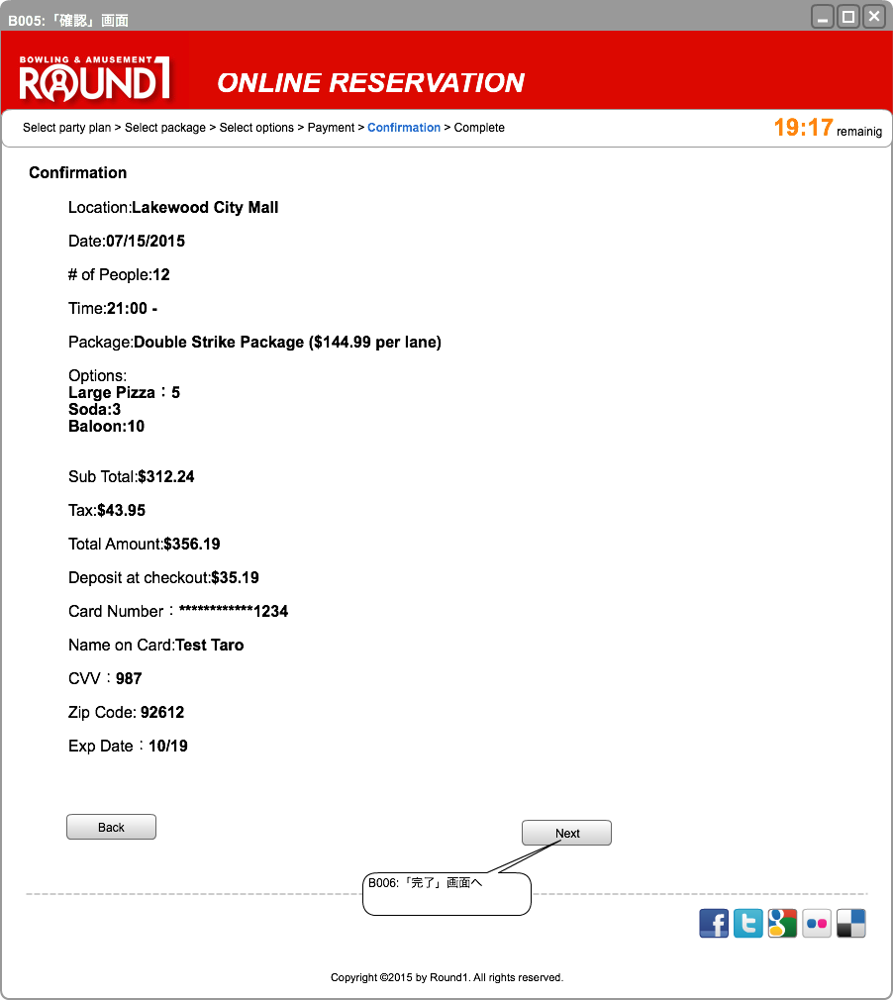 B005:「確認」画面
BOWLING & AMUSEMENT
ROUND1
ONLINE RESERVATION
Select party plan > Select package > Select options > Payment > Confirmation > Complete
19:17 remainig
Confirmation
Location:Lakewood City Mall
Date:07/15/2015
# of People:12
Time:21:00 -
Package:Double Strike Package ($144.99 per lane)
Options:
Large Pizza：5
Soda:3
Baloon:10
Sub Total:$312.24
Tax:$43.95
Total Amount:$356.19
Deposit at checkout:$35.19
Card Number：************1234
Name on Card:Test Taro
CVV：987
Zip Code: 92612
Exp Date：10/19
Back
Next
B006:「完了」画面へ
Copyright ©2015 by Round1. All rights reserved.